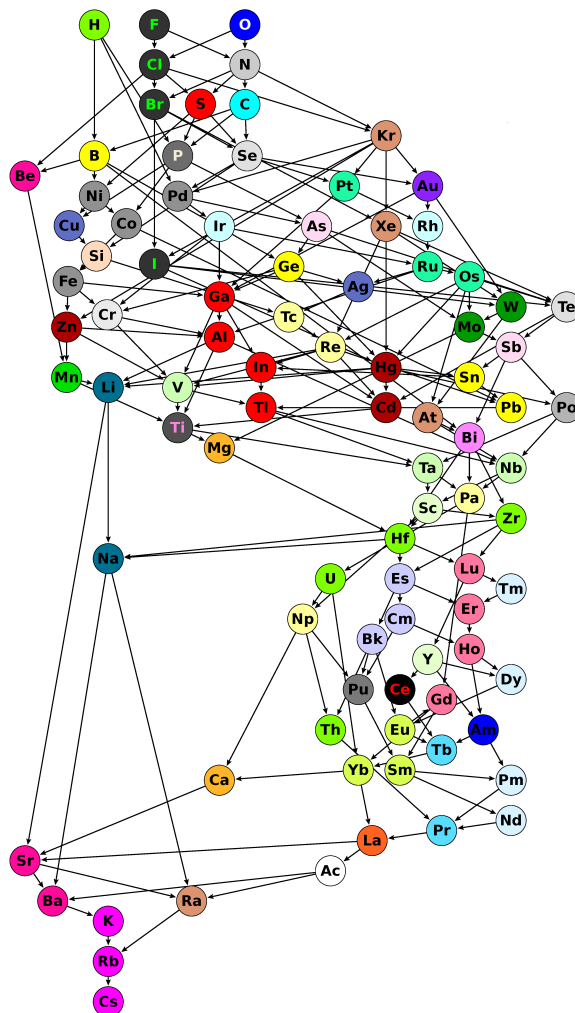 H F O
Cl N
Br S C
Kr
B P Se
Be
Pt Au
Ni Pd
Cu Co Ir As Xe Rh
Si
I Ge Ru
Fe Os
Ag
Ga
Cr W Te
Tc
Zn Mo
Al Re Sb
In Hg
Mn Li V Sn
Tl Cd At Pb Po
Ti
Mg Bi
Ta Nb
Sc Pa
Zr
Hf
Na Lu
U Es
Tm
Np Cm Er
Bk Ho
Y
Pu Ce Dy
Gd
Th Eu Am
Tb
Yb Sm
Ca Pm
Nd
Pr
La
Sr
Ac
Ba Ra
K
Rb
Cs